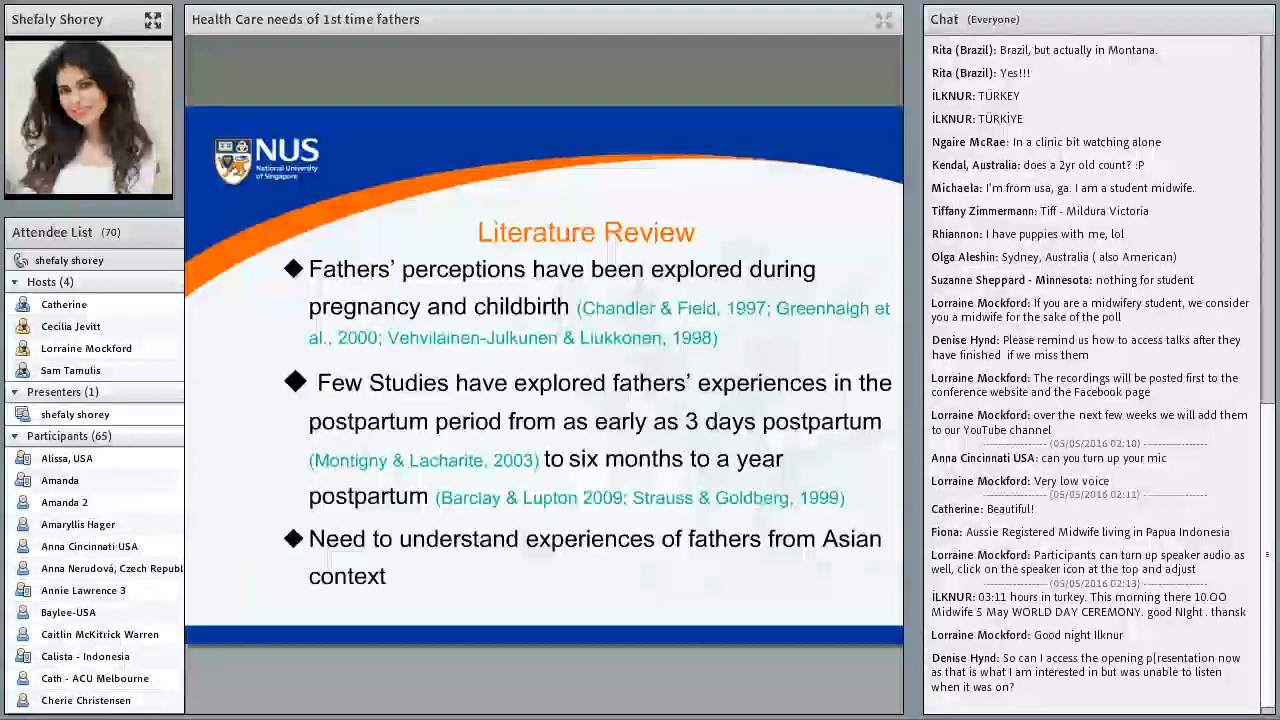 Shefaly Shorey
Attendee List (70)
shefaly shorey
Hosts (4)
Catherine
Cecilia Jevitt
Lorraine Mockford
Sam Tamulis
Presenters (1)
shefaly shorey
Participants (65)
Alissa, USA
Amanda
Amanda 2
Amaryllis Hager
Anna Cincinnati USA
Anna Nerudová, Czech Republ
Annie Lawrence 3
Baylee-USA
Caitlin McKitrick Warren
Calista - Indonesia
Cath - ACU Melbourne
Cherie Christensen
Health Care needs of 1st time fathers
NUS
National University
of Singapore
Literature Review
Fathers’ perceptions have been explored during
pregnancy and childbirth (Chandler & Field, 1997; Greenhalgh et
al., 2000; Vehvilainen-Julkunen & Liukkonen, 1998)
Few Studies have explored fathers’ experiences in the
postpartum period from as early as 3 days postpartum
(Montigny & Lacharite, 2003) to six months to a year
postpartum (Barclay & Lupton 2009; Strauss & Goldberg, 1999)
Need to understand experiences of fathers from Asian
context
Chat (Everyone)
Rita (Brazil): Brazil, but actually in Montana.
Rita (Brazil): Yes!!!
İLKNUR: TÜRKEY
İLKNUR: TÜRKİYE
Ngaire McRae: In a clinic bit watching alone
Kendal, Australia: does a 2yr old count? :P
Michaela: I'm from usa, ga. I am a student midwife.
Tiffany Zimmermann: Tiff - Mildura Victoria
Rhiannon: I have puppies with me, lol
Olga Aleshin: Sydney, Australia ( also American)
Suzanne Sheppard - Minnesota: nothing for student
Lorraine Mockford: If you are a midwifery student, we consider
you a midwife for the sake of the poll
Denise Hynd: Please remind us how to access talks after they
have finished if we miss them
Lorraine Mockford: The recordings will be posted first to the
conference website and the Facebook page
Lorraine Mockford: over the next few weeks we will add them
to our YouTube channel
(05/05/2016 02:10)
Anna Cincinnati USA: can you turn up your mic
Lorraine Mockford: Very low voice
(05/05/2016 02:11)
Catherine: Beautiful!
Fiona: Aussie Registered Midwife living in Papua Indonesia
Lorraine Mockford: Participants can turn up speaker audio as
well, click on the speaker icon at the top and adjust
(05/05/2016 02:13)
İLKNUR: 03:11 hours in turkey. This morning there 10.OO
Midwife 5 May WORLD DAY CEREMONY. good NIght . thansk
Lorraine Mockford: Good night Ilknur
Denise Hynd: So can I access the opening p[resentation now
as that is what I am interested in but was unable to listen
when it was on?